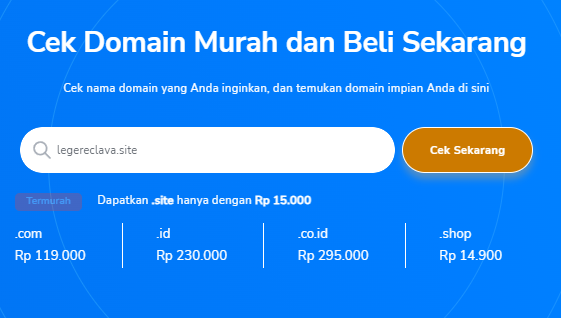 Cek Domain Murah dan Beli Sekarang
Cek nama domain yang Anda inginkan, dan temukan domain impian Anda di sini
legereclava.site
Cek Sekarang
Termurah Dapatkan .site hanya dengan Rp 15.000
.com .id .co.id .shop
Rp 119.000 Rp 230.000 Rp 295.000 Rp 14.900